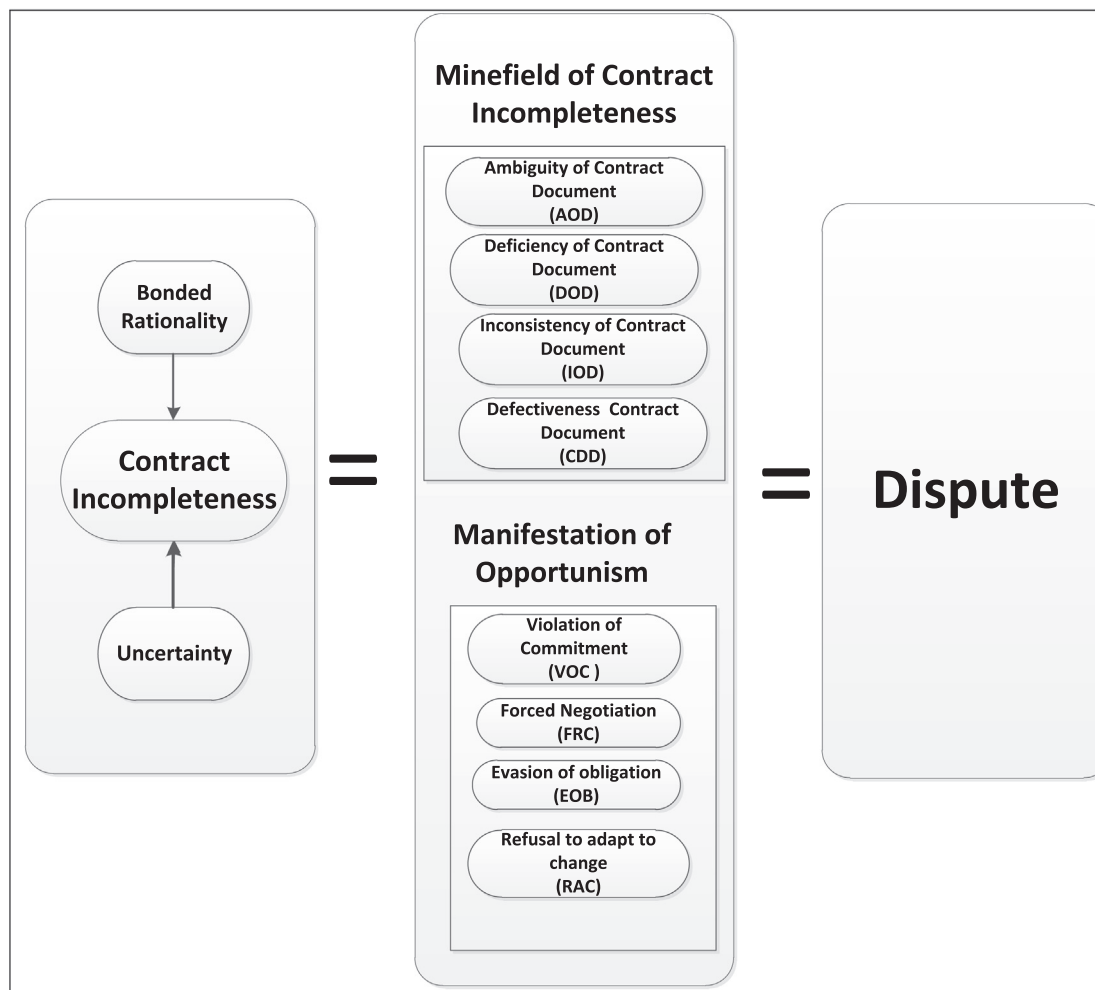 Bonded
Rationality
Contract
Incompleteness
Uncertainty
=
Minefield of Contract
Incompleteness
Ambiguity of Contract
Document
(AOD)
Deficiency of Contract
Document
(DOD)
Inconsistency of Contract
Document
(IOD)
Defectiveness Contract
Document
(CDD)
Manifestation of
Opportunism
Violation of
Commitment
(VOC )
Forced Negotiation
(FRC)
Evasion of obligation
(EOB)
Refusal to adapt to
change
(RAC)
=
Dispute